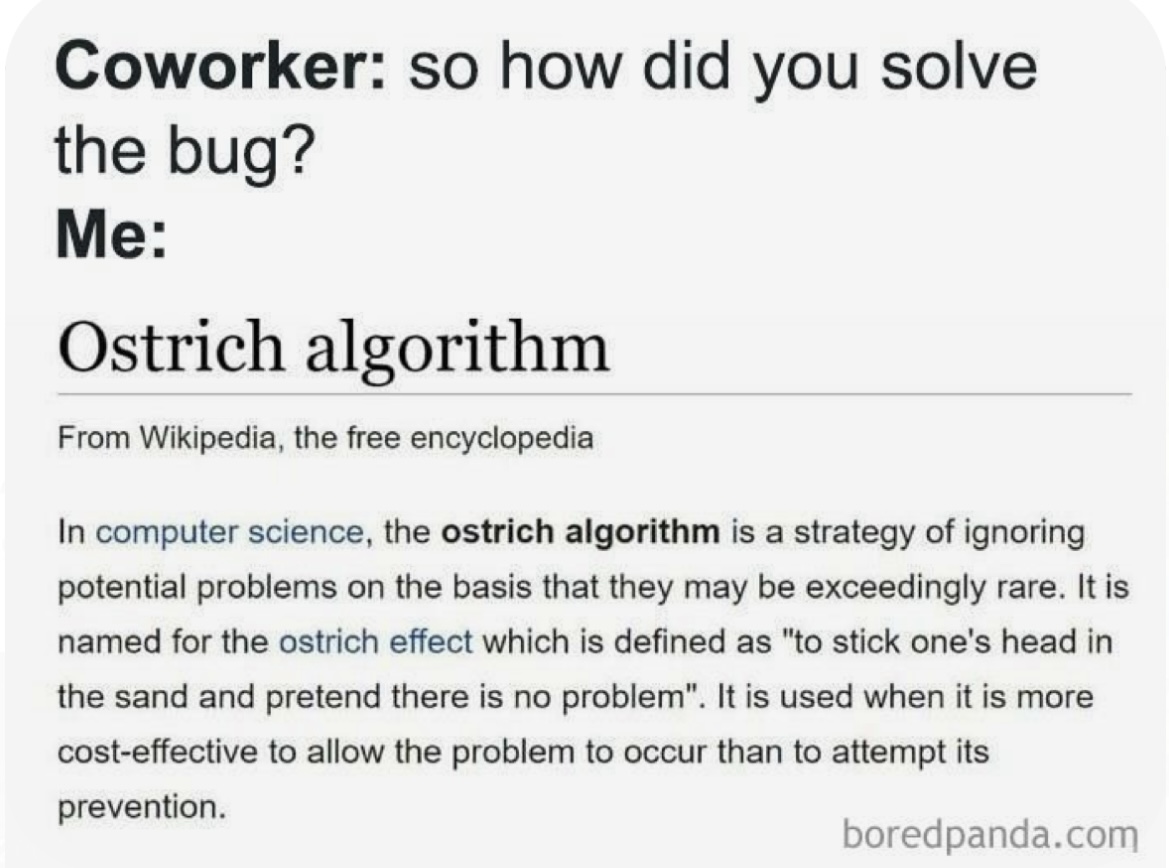 Coworker: so how did you solve
the bug?
Me:
Ostrich algorithm
From Wikipedia, the free encyclopedia
In computer science, the ostrich algorithm is a strategy of ignoring
potential problems on the basis that they may be exceedingly rare. It is
named for the ostrich effect which is defined as "to stick one's head in
the sand and pretend there is no problem". It is used when it is more
cost-effective to allow the problem to occur than to attempt its
prevention.
boredpanda.com